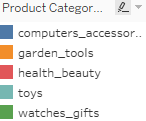 Product Categor...
computers_accessor..
garden_tools
health_beauty
toys
watches_gifts